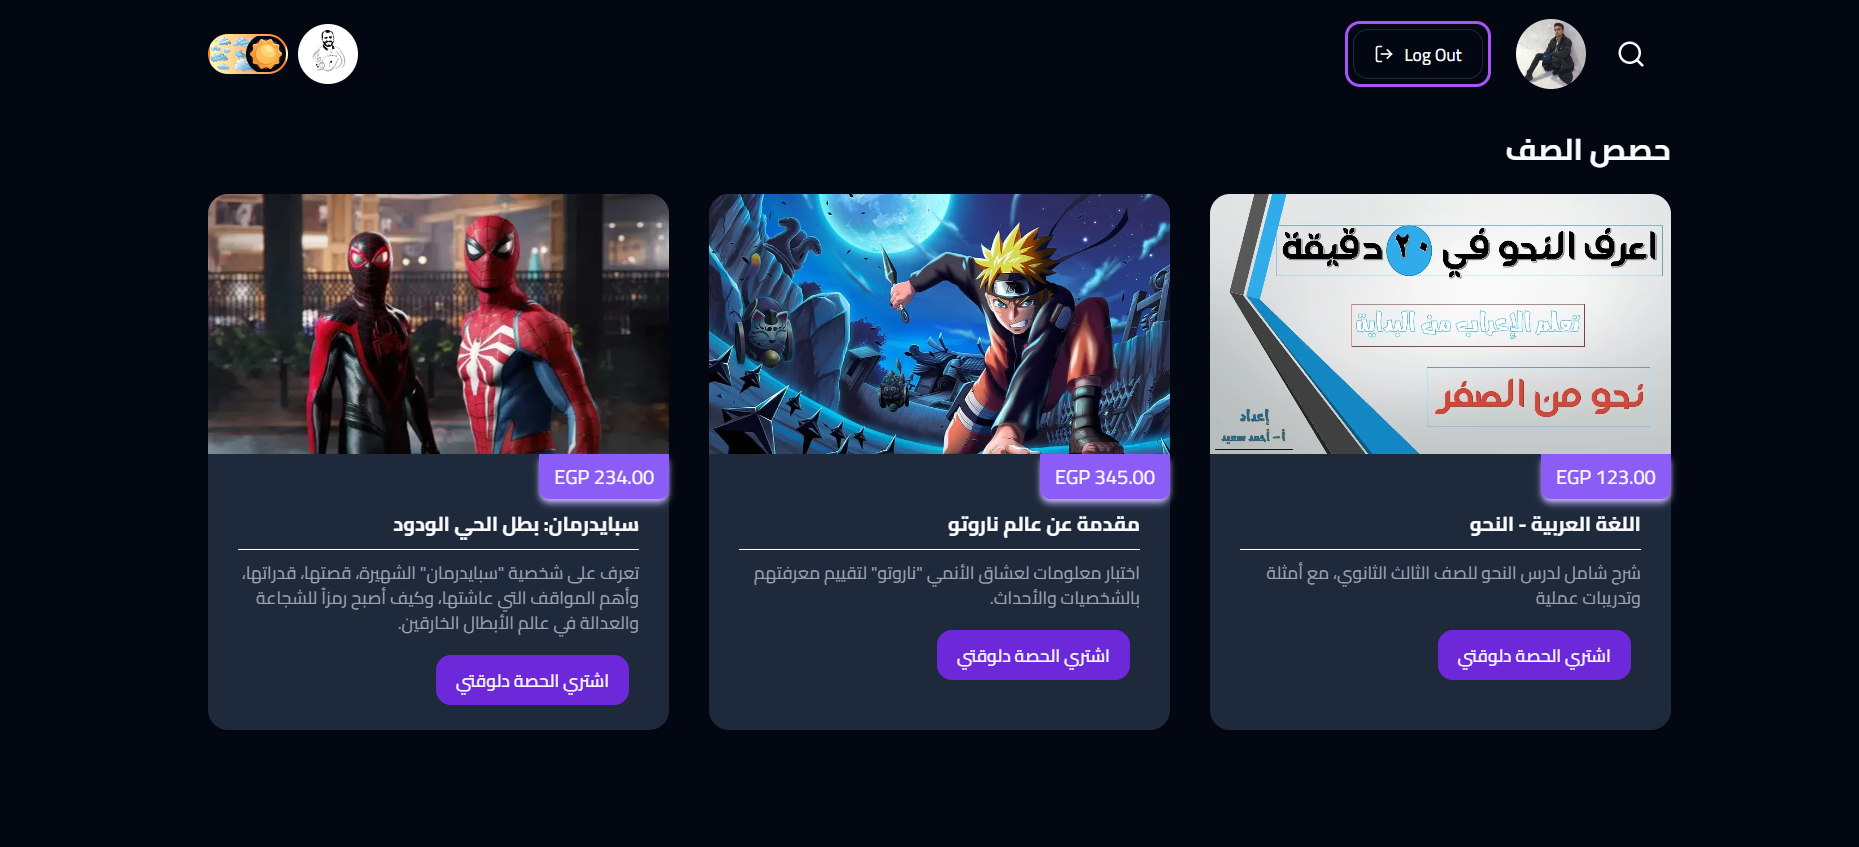 Log Out
حصص الصف
اعرف النحو في ٢٠ دقيقة
تعلم الإعراب من البداية
نحو من الصفر
إعداد
أ - أحمد سعيد
EGP 123.00
اللغة العربية - النحو
شرح شامل لدرس النحو للصف الثالث الثانوي، مع أمثلة
وتدريبات عملية
اشتري الحصة دلوقتي
EGP 345.00
مقدمة عن عالم ناروتو
اختبار معلومات لعشاق الأنمي "ناروتو" لتقييم معرفتهم
بالشخصيات والأحداث.
اشتري الحصة دلوقتي
EGP 234.00
سبايدرمان: بطل الحي الودود
تعرف على شخصية "سبايدرمان" الشهيرة، قصتها، قدراتها،
وأهم المواقف التي عاشتها، وكيف أصبح رمزاً للشجاعة
والعدالة في عالم الأبطال الخارقين.
اشتري الحصة دلوقتي